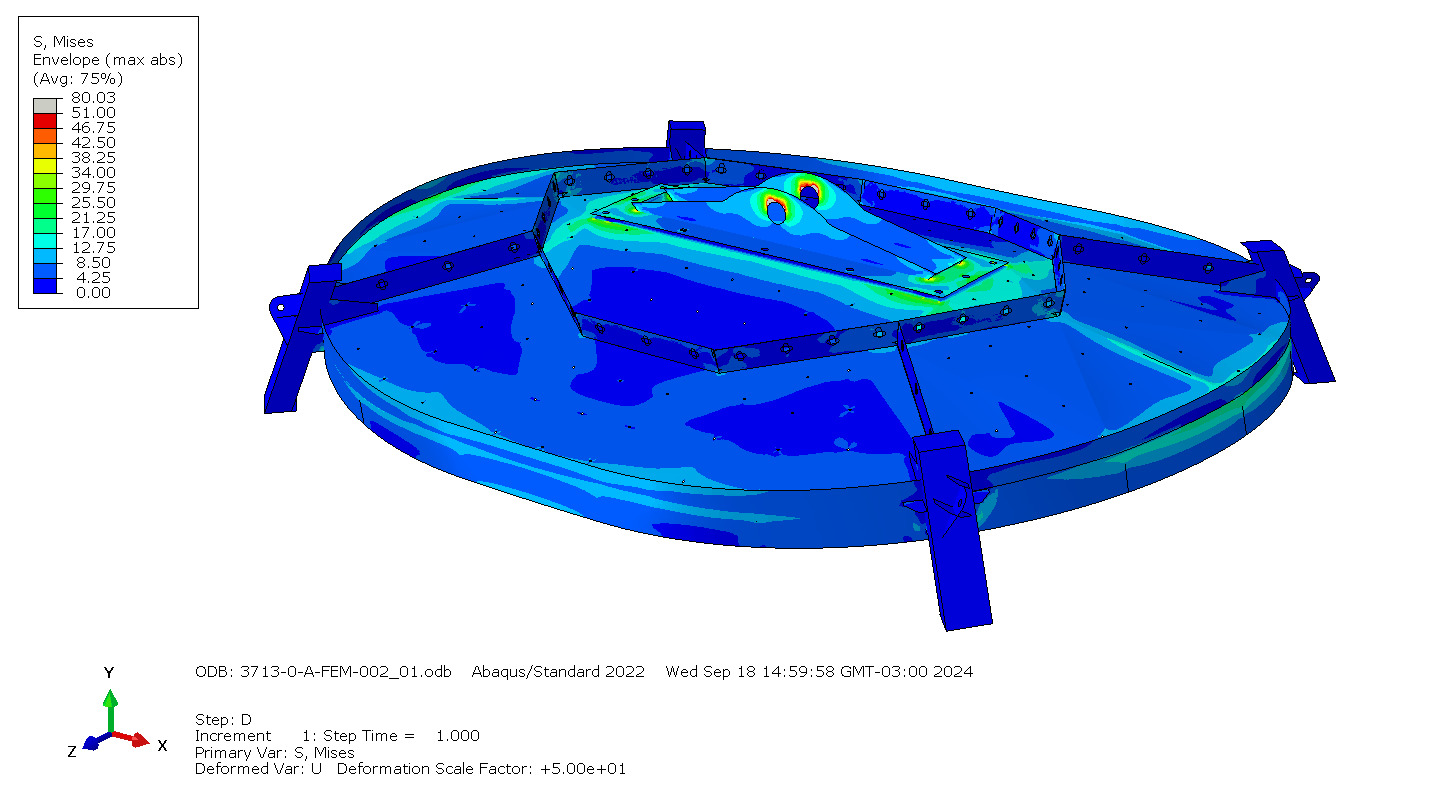 S, Mises
Envelope (max abs)
(Avg: 75%)
80.03
51.00
46.75
42.50
38.25
34.00
29.75
25.50
21.25
17.00
12.75
8.50
4.25
0.00
Y
Z
X
ODB: 3713-0-A-FEM-002_01.odb Abaqus/Standard 2022 Wed Sep 18 14:59:58 GMT-03:00 2024
Step: D
Increment 1: Step Time = 1.000
Primary Var: S, Mises
Deformed Var: U Deformation Scale Factor: +5.00e+01